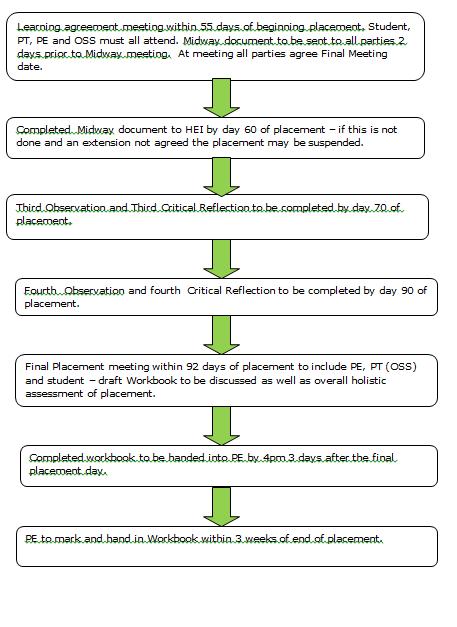 Learning agreement meeting within 55 days of beginning placement. Student,
PT, PE and OSS must all attend. Midway document to be sent to all parties 2
days prior to Midway meeting. At meeting all parties agree Final Meeting
date.
Completed Midway document to HEI by day 60 of placement – if this is not
done and an extension not agreed the placement may be suspended.
Third Observation and Third Critical Reflection to be completed by day 70 of
placement.
Fourth Observation and fourth Critical Reflection to be completed by day 90 of
placement.
Final Placement meeting within 92 days of placement to include PE, PT (OSS)
and student – draft Workbook to be discussed as well as overall holistic
assessment of placement.
Completed workbook to be handed into PE by 4pm 3 days after the final
placement day.
PE to mark and hand in Workbook within 3 weeks of end of placement.